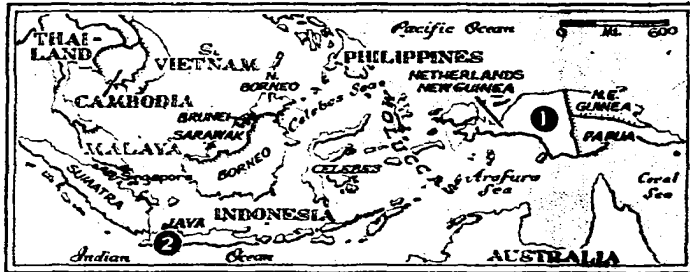 Pacific Ocean
0 Mi. 600
THAI-
LAND
S.
VIETNAM
PHILIPPINES
N.
BORNEO
NETHERLANDS
NEW GUINEA
N.E.
GUINEA
CAMBODIA
BRUNEI
Celebes Sea
MOLUCCAS
1
SARAWAK
PAPUA
MALAYA
BORNEO
CELEBES
Arafura
Sea
Coral
Sea
Singapore
SUMATRA
INDONESIA
JAVA
2
Indian Ocean
AUSTRALIA